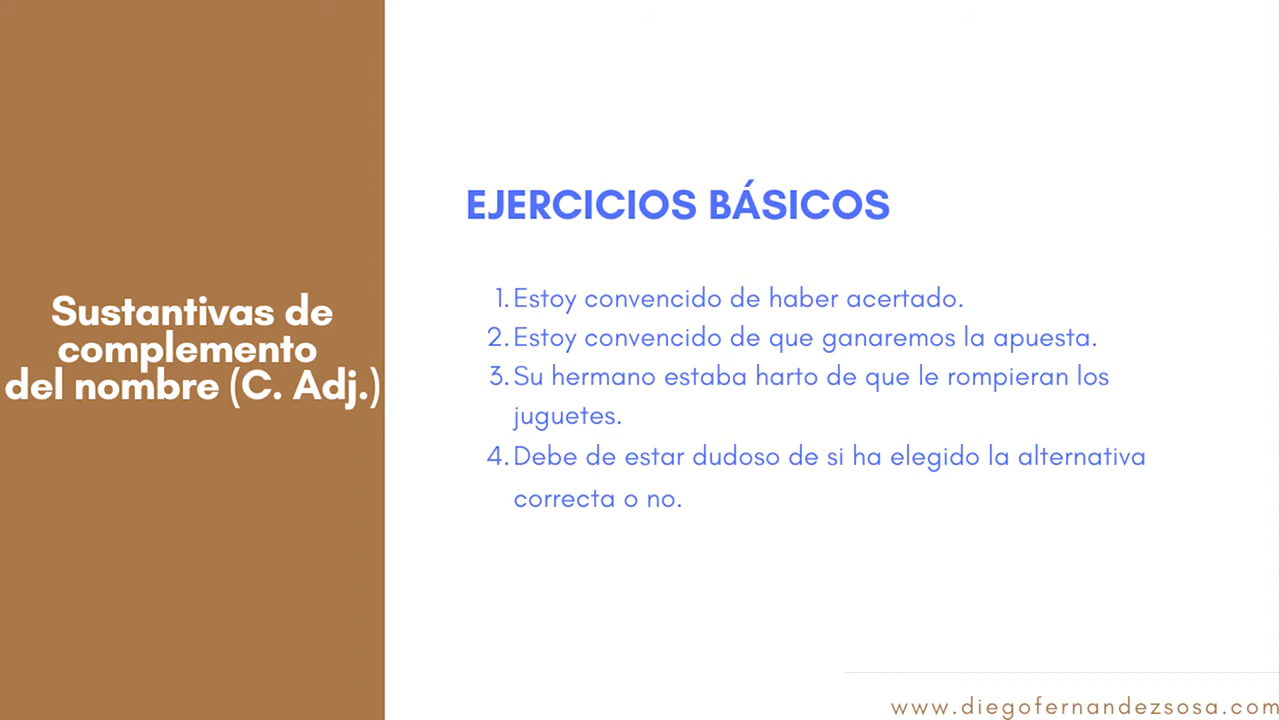 Sustantivas de
complemento
del nombre (C. Adj.)
EJERCICIOS BÁSICOS
1. Estoy convencido de haber acertado.
2. Estoy convencido de que ganaremos la apuesta.
3. Su hermano estaba harto de que le rompieran los
juguetes.
4. Debe de estar dudoso de si ha elegido la alternativa
correcta o no.
www.diegofernandezsosa.com